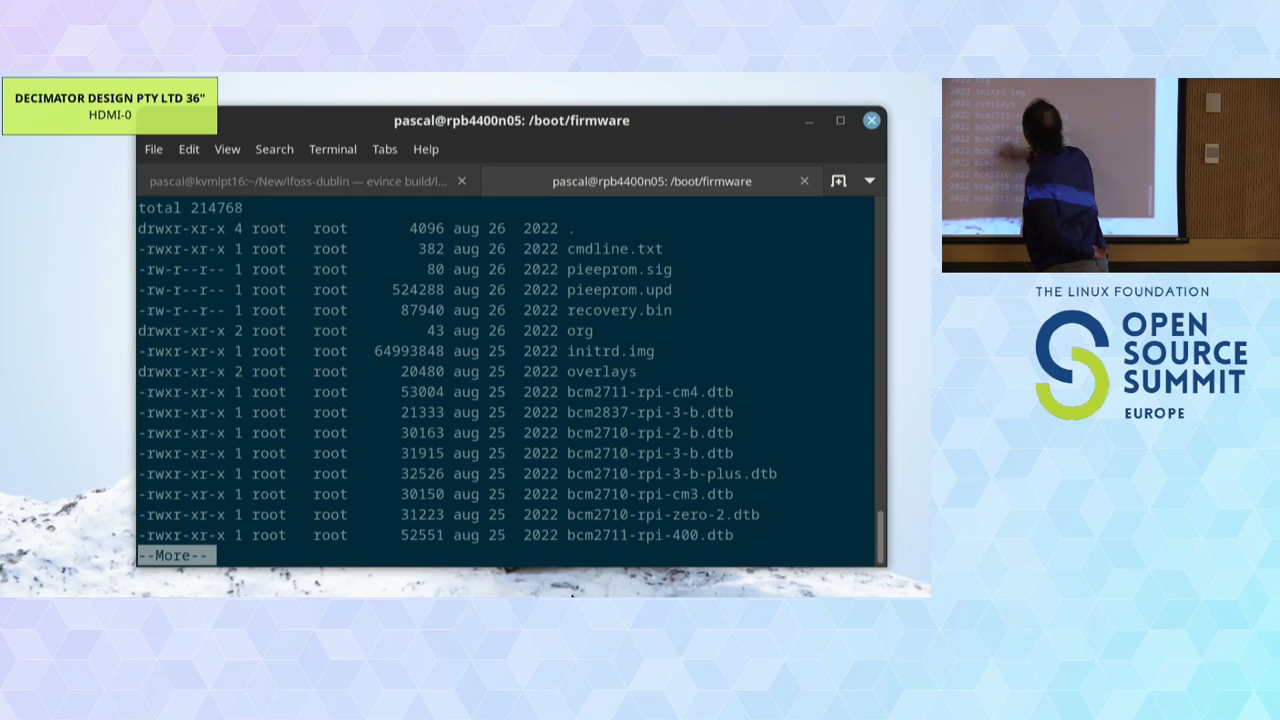 DECIMATOR DESIGN PTY LTD 36"
HDMI-0
pascal@rpb4400n05: /boot/firmware
File Edit View Search Terminal Tabs Help
pascal@kvmlpt16:~/New/lfoss-dublin — evince build/l...
pascal@rpb4400n05: /boot/firmware
total 214768
drwxr-xr-x 4 root root 4096 aug 26 2022 .
-rwxr-xr-x 1 root root 382 aug 26 2022 cmdline.txt
-rw-r--r-- 1 root root 80 aug 26 2022 pieeprom.sig
-rw-r--r-- 1 root root 524288 aug 26 2022 pieeprom.upd
-rw-r--r-- 1 root root 87940 aug 26 2022 recovery.bin
drwxr-xr-x 2 root root 43 aug 26 2022 org
-rwxr-xr-x 1 root root 64993848 aug 25 2022 initrd.img
drwxr-xr-x 2 root root 20480 aug 25 2022 overlays
-rwxr-xr-x 1 root root 53004 aug 25 2022 bcm2711-rpi-cm4.dtb
-rwxr-xr-x 1 root root 21333 aug 25 2022 bcm2837-rpi-3-b.dtb
-rwxr-xr-x 1 root root 30163 aug 25 2022 bcm2710-rpi-2-b.dtb
-rwxr-xr-x 1 root root 31915 aug 25 2022 bcm2710-rpi-3-b.dtb
-rwxr-xr-x 1 root root 32526 aug 25 2022 bcm2710-rpi-3-b-plus.dtb
-rwxr-xr-x 1 root root 30150 aug 25 2022 bcm2710-rpi-cm3.dtb
-rwxr-xr-x 1 root root 31223 aug 25 2022 bcm2710-rpi-zero-2.dtb
-rwxr-xr-x 1 root root 52551 aug 25 2022 bcm2711-rpi-400.dtb
--More--
2022 initrd.img
2022 overlays
THE LINUX FOUNDATION
OPEN
SOURCE
SUMMIT
EUROPE